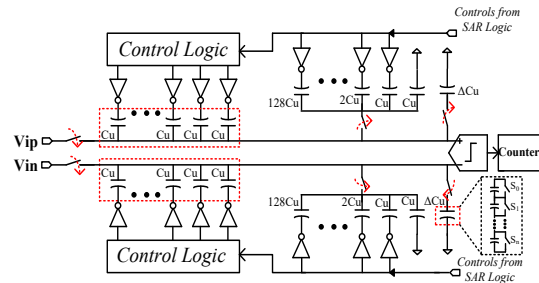 Controls from
SAR Logic
Control Logic
128Cu
2Cu
Cu
Cu
ΔCu
Cu
Cu
Cu
Cu
Vip
+
Counter
Vin
Cu
Cu
Cu
Cu
128Cu
2Cu
Cu
Cu
ΔCu
S0
S1
Sn
Control Logic
Controls from
SAR Logic